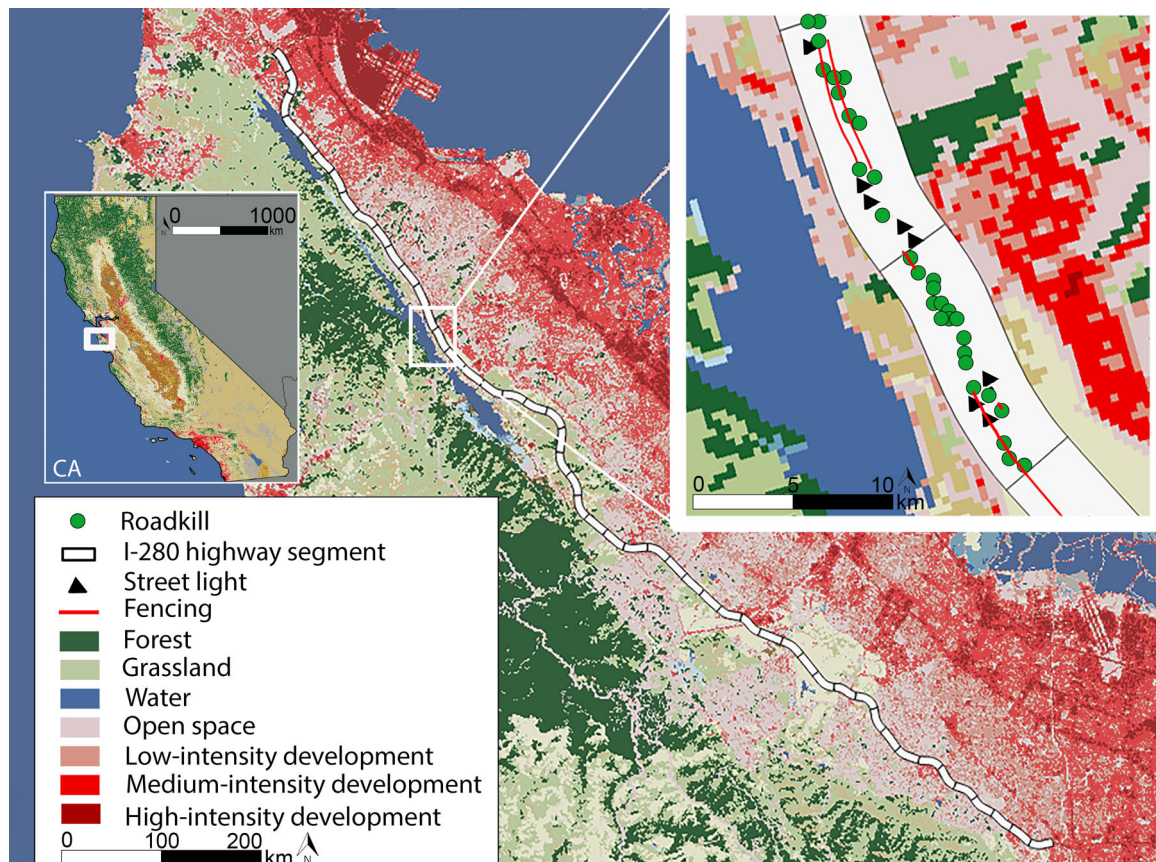 0 1000
km
N
CA
Roadkill
I-280 highway segment
Street light
Fencing
Forest
Grassland
Water
Open space
Low-intensity development
Medium-intensity development
High-intensity development
0 100 200
km
N
0 5 10
km
N